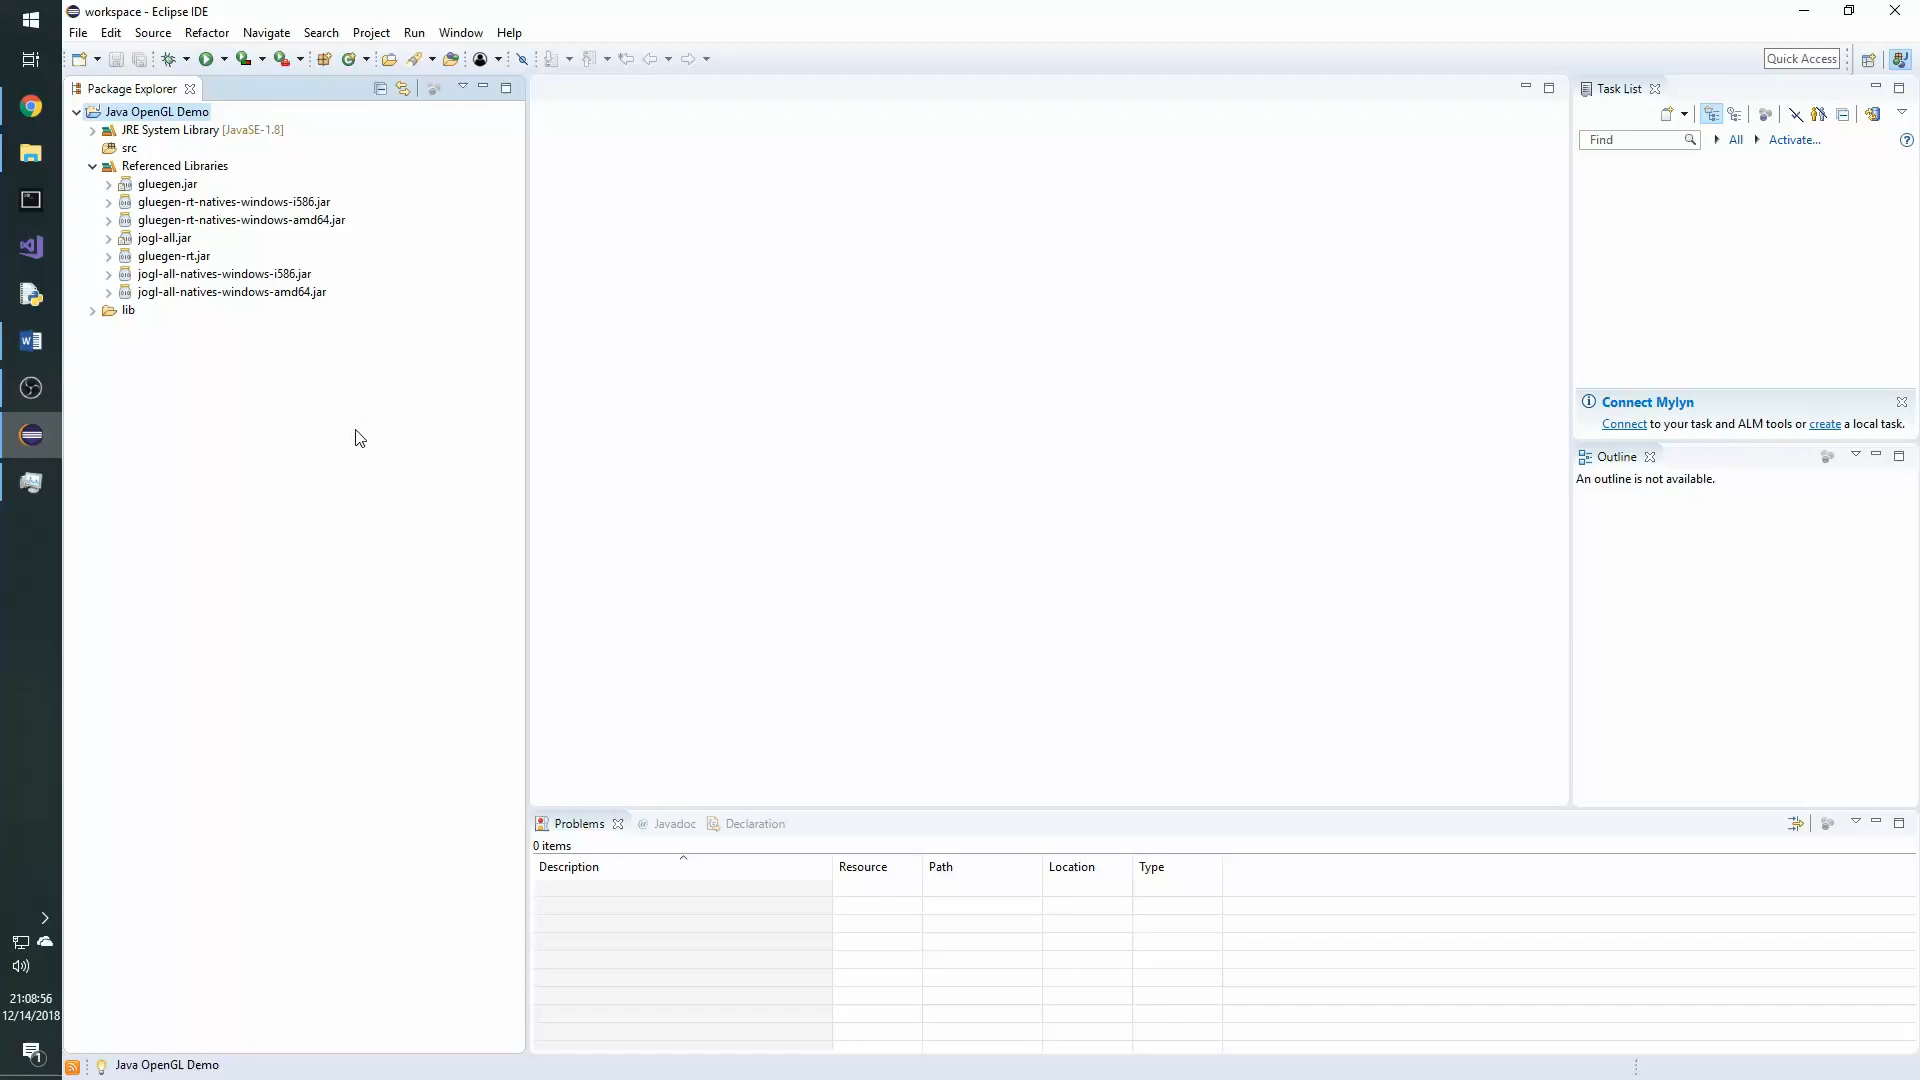 workspace - Eclipse IDE
File Edit Source Refactor Navigate Search Project Run Window Help
Quick Access
Package Explorer
Java OpenGL Demo
JRE System Library [JavaSE-1.8]
src
Referenced Libraries
gluegen.jar
gluegen-rt-natives-windows-i586.jar
gluegen-rt-natives-windows-amd64.jar
jogl-all.jar
gluegen-rt.jar
jogl-all-natives-windows-i586.jar
jogl-all-natives-windows-amd64.jar
lib
Task List
Find All Activate...
Connect Mylyn
Connect to your task and ALM tools or create a local task.
Outline
An outline is not available.
Problems Javadoc Declaration
0 items
Description Resource Path Location Type
21:08:56
12/14/2018
1
Java OpenGL Demo